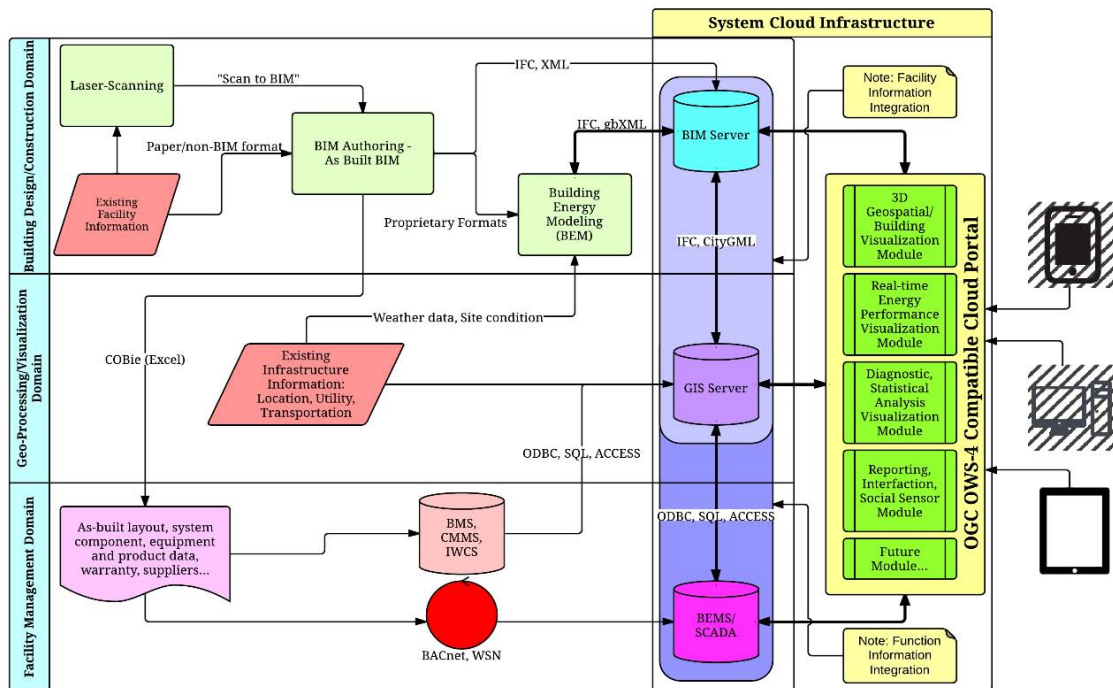 System Cloud Infrastructure
Building Design/Construction Domain
Laser-Scanning
"Scan to BIM"
IFC, XML
Note: Facility
Information
Integration
BIM Authoring -
As Built BIM
IFC, gbXML
BIM Server
Paper/non-BIM format
Existing
Facility
Information
Building
Energy
Modeling
(BEM)
Proprietary Formats
IFC, CityGML
OGC OWS-4 Compatible Cloud Portal
3D
Geospatial/
Building
Visualization
Module
Real-time
Energy
Performance
Visualization
Module
Diagnostic,
Statistical
Analysis
Visualization
Module
Reporting,
Interfaction,
Social Sensor
Module
Future
Module...
Geo-Processing/Visualization
Domain
Weather data, Site condition
COBie (Excel)
Existing
Infrastructure
Information:
Location, Utility,
Transportation
GIS Server
ODBC, SQL, ACCESS
Facility Management Domain
As-built layout, system
component, equipment
and product data,
warranty, suppliers...
BMS,
CMMS,
IWCS
ODBC, SQL, ACCESS
BEMS/
SCADA
BACnet, WSN
Note: Function
Information
Integration